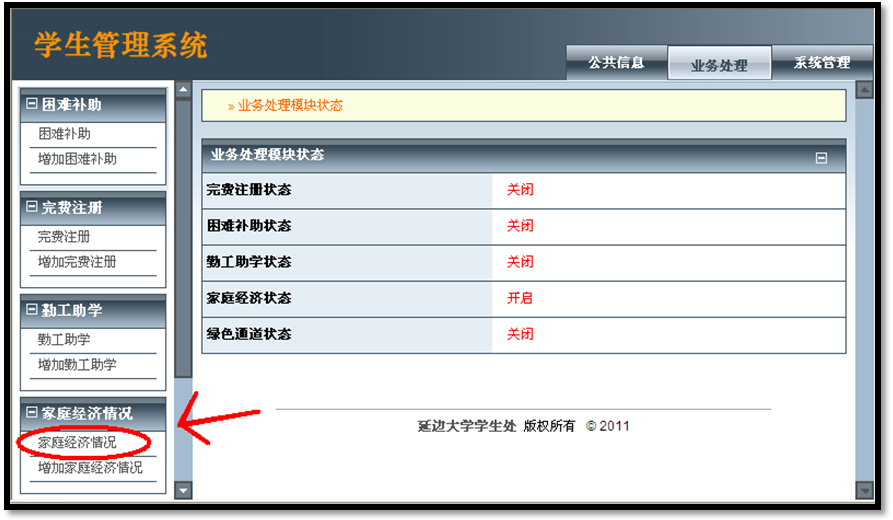 学生管理系统
公共信息 业务处理 系统管理
困难补助
困难补助
增加困难补助
完费注册
完费注册
增加完费注册
勤工助学
勤工助学
增加勤工助学
家庭经济情况
家庭经济情况
增加家庭经济情况
» 业务处理模块状态
业务处理模块状态
完费注册状态 关闭
困难补助状态 关闭
勤工助学状态 关闭
家庭经济状态 开启
绿色通道状态 关闭
延边大学学生处 版权所有 © 2011